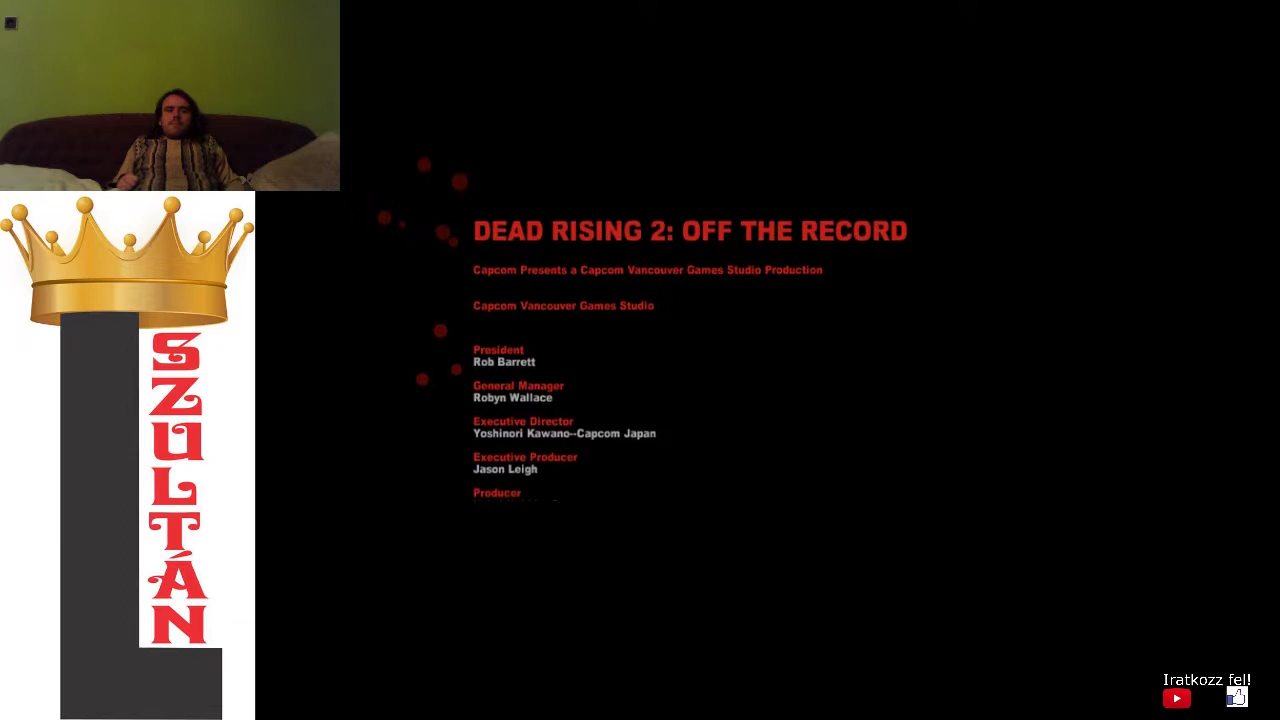 DEAD RISING 2: OFF THE RECORD
Capcom Presents a Capcom Vancouver Games Studio Production
Capcom Vancouver Games Studio
President
Rob Barrett
General Manager
Robyn Wallace
Executive Director
Yoshinori Kawano--Capcom Japan
Executive Producer
Jason Leigh
Producer
L
SZULTÁN
Iratkozz fel!